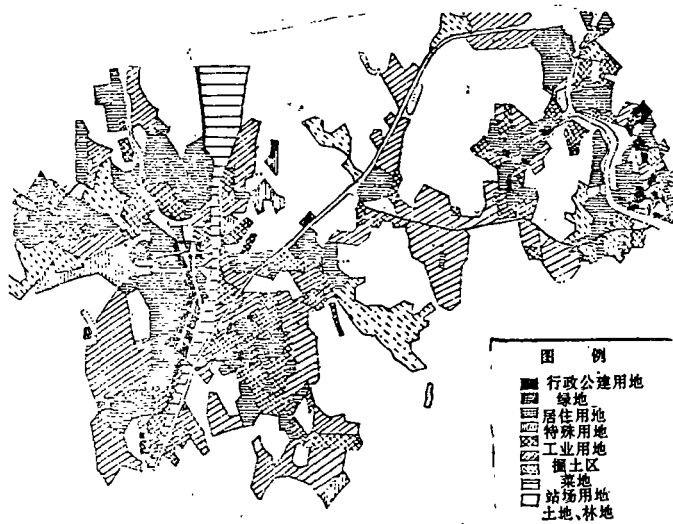 图 例
行政公建用地
绿地
居住用地
特殊用地
工业用地
掘土区
菜地
站场用地
土地、林地